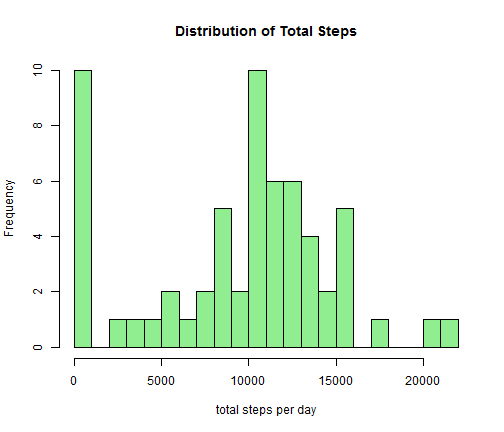 Distribution of Total Steps
Frequency
10
8
6
4
2
0
0 5000 10000 15000 20000
total steps per day